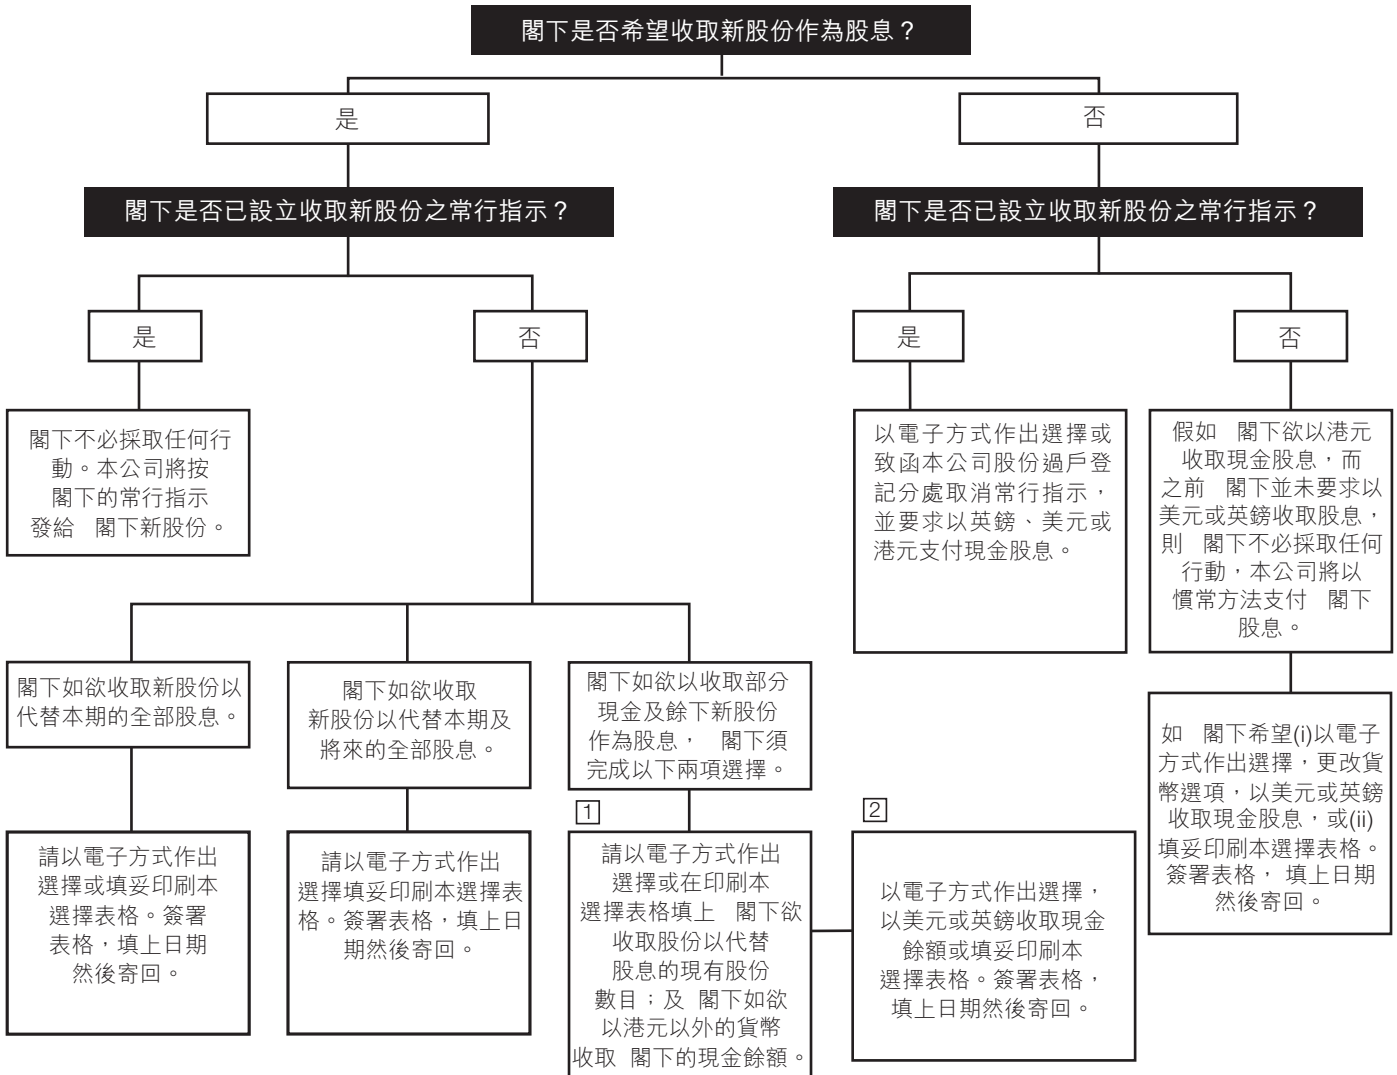 閣下是否希望收取新股份作為股息？
是
否
閣下是否已設立收取新股份之常行指示？
閣下是否已設立收取新股份之常行指示？
是
否
是
否
閣下不必採取任何行
動。本公司將按
閣下的常行指示
發給　閣下新股份。
以電子方式作出選擇或
致函本公司股份過戶登
記分處取消常行指示，
並要求以英鎊、美元或
港元支付現金股息。
假如　閣下欲以港元
收取現金股息，而
之前　閣下並未要求以
美元或英鎊收取股息，
則　閣下不必採取任何
行動，本公司將以
慣常方法支付　閣下
股息。
閣下如欲收取新股份以
代替本期的全部股息。
閣下如欲收取
新股份以代替本期及
將來的全部股息。
閣下如欲以收取部分
現金及餘下新股份
作為股息，　閣下須
完成以下兩項選擇。
如　閣下希望(i)以電子
方式作出選擇，更改貨
幣選項，以美元或英鎊
收取現金股息，或(ii)
填妥印刷本選擇表格。
簽署表格， 填上日期
然後寄回。
請以電子方式作出
選擇或填妥印刷本
選擇表格。簽署
表格，填上日期
然後寄回。
請以電子方式作出
選擇填妥印刷本選擇表
格。簽署表格，填上日
期然後寄回。
1
請以電子方式作出
選擇或在印刷本
選擇表格填上　閣下欲
收取股份以代替
股息的現有股份
數目；及 閣下如欲
以港元以外的貨幣
收取 閣下的現金餘額。
2
以電子方式作出選擇，
以美元或英鎊收取現金
餘額或填妥印刷本
選擇表格。簽署表格，
填上日期然後寄回。